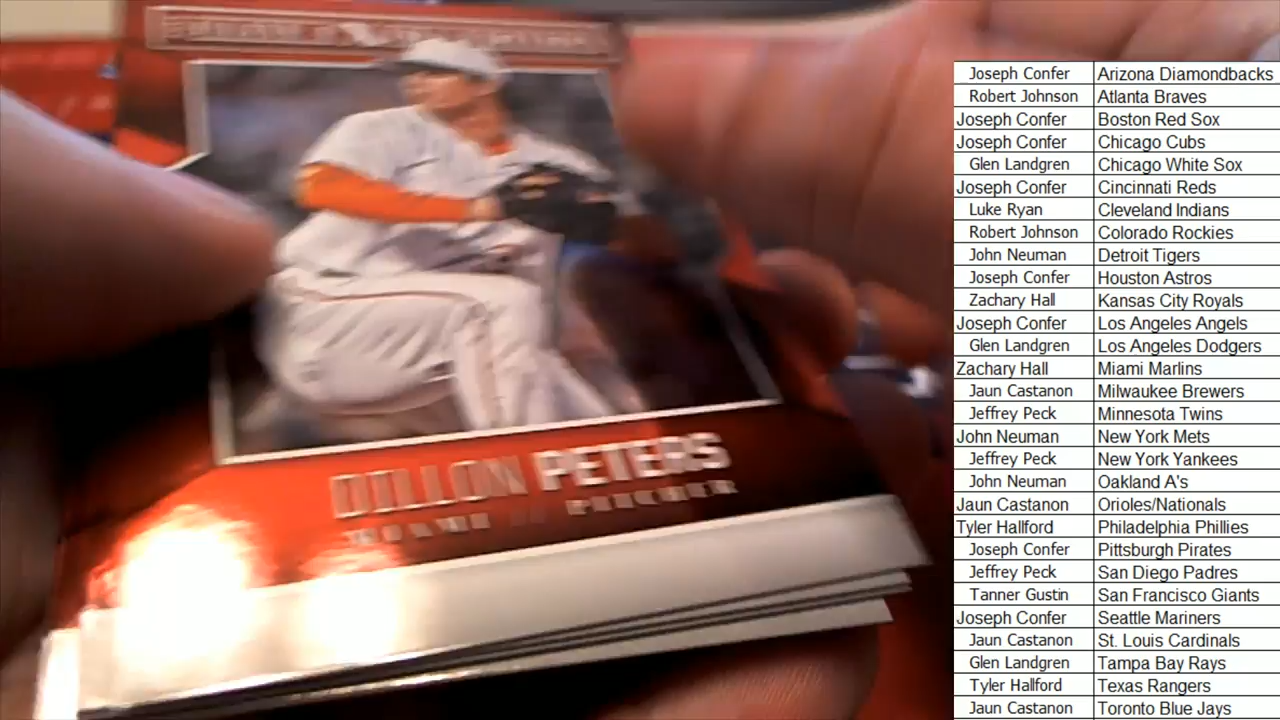 DILLON PETERS
MIAMI // PITCHER
Joseph Confer Arizona Diamondbacks
Robert Johnson Atlanta Braves
Joseph Confer Boston Red Sox
Joseph Confer Chicago Cubs
Glen Landgren Chicago White Sox
Joseph Confer Cincinnati Reds
Luke Ryan Cleveland Indians
Robert Johnson Colorado Rockies
John Neuman Detroit Tigers
Joseph Confer Houston Astros
Zachary Hall Kansas City Royals
Joseph Confer Los Angeles Angels
Glen Landgren Los Angeles Dodgers
Zachary Hall Miami Marlins
Jaun Castanon Milwaukee Brewers
Jeffrey Peck Minnesota Twins
John Neuman New York Mets
Jeffrey Peck New York Yankees
John Neuman Oakland A's
Jaun Castanon Orioles/Nationals
Tyler Hallford Philadelphia Phillies
Joseph Confer Pittsburgh Pirates
Jeffrey Peck San Diego Padres
Tanner Gustin San Francisco Giants
Joseph Confer Seattle Mariners
Jaun Castanon St. Louis Cardinals
Glen Landgren Tampa Bay Rays
Tyler Hallford Texas Rangers
Jaun Castanon Toronto Blue Jays